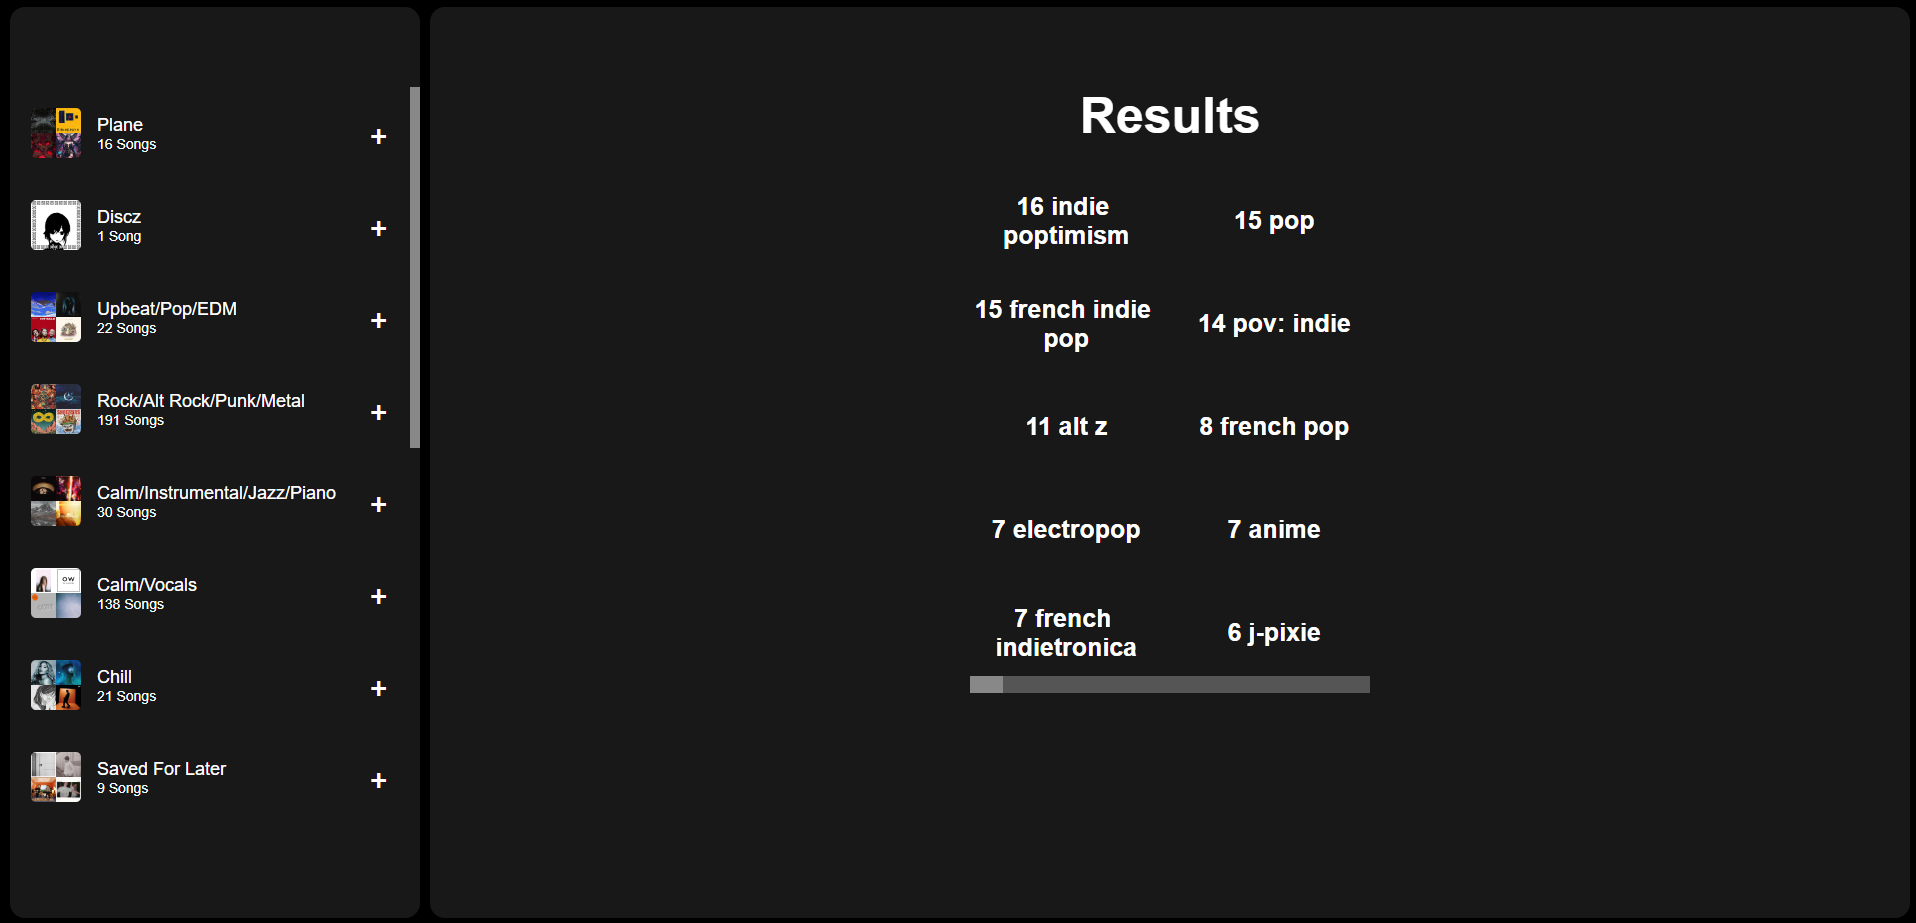 Plane
16 Songs
Discz
1 Song
Upbeat/Pop/EDM
22 Songs
Rock/Alt Rock/Punk/Metal
191 Songs
Calm/Instrumental/Jazz/Piano
30 Songs
Calm/Vocals
138 Songs
Chill
21 Songs
Saved For Later
9 Songs
Results
16 indie
poptimism
15 pop
15 french indie
pop
14 pov: indie
11 alt z
8 french pop
7 electropop
7 anime
7 french
indietronica
6 j-pixie